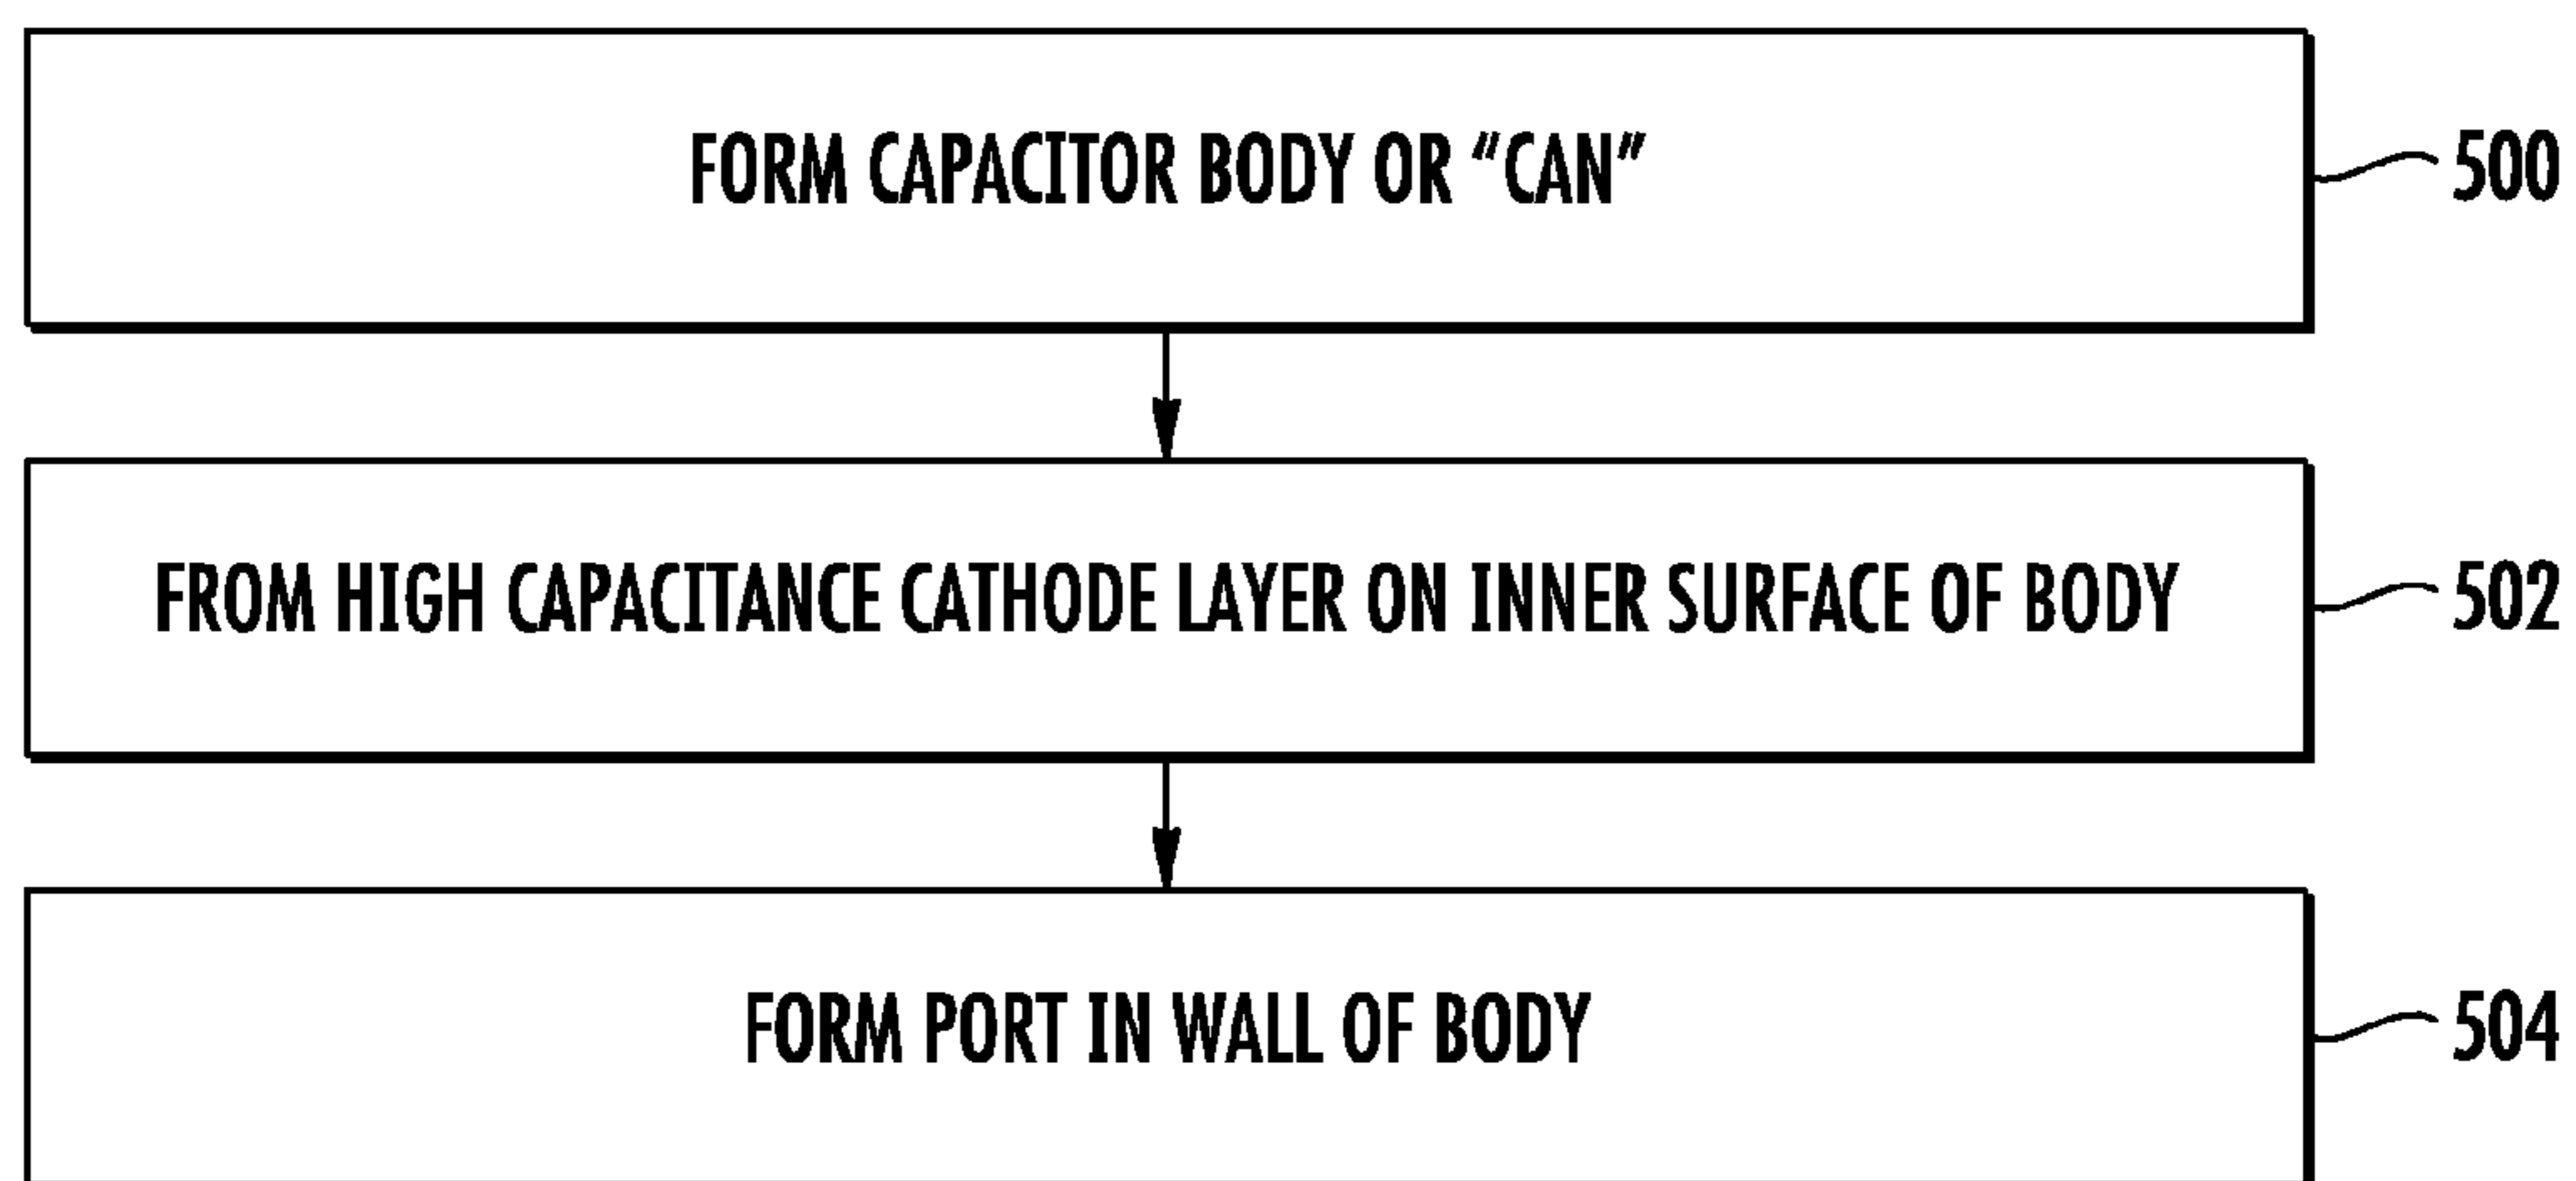 FORM CAPACITOR BODY OR "CAN"
500
FROM HIGH CAPACITANCE CATHODE LAYER ON INNER SURFACE OF BODY
502
FORM PORT IN WALL OF BODY
504